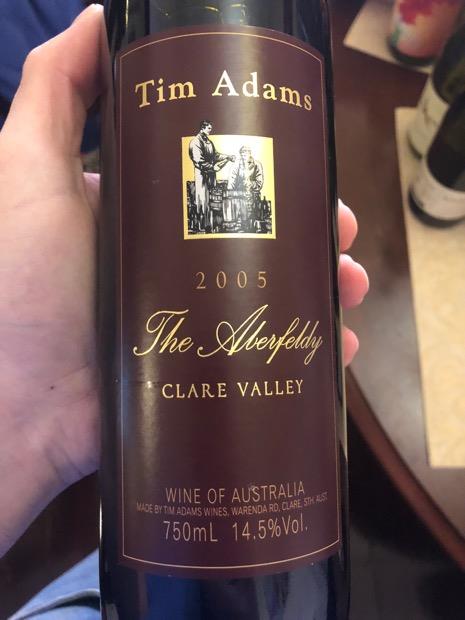 Tim Adams
2005
The Aberfeldy
CLARE VALLEY
WINE OF AUSTRALIA
MADE BY TIM ADAMS WINES, WARENDA RD, CLARE, STH. AUST.
750mL 14.5%Vol.